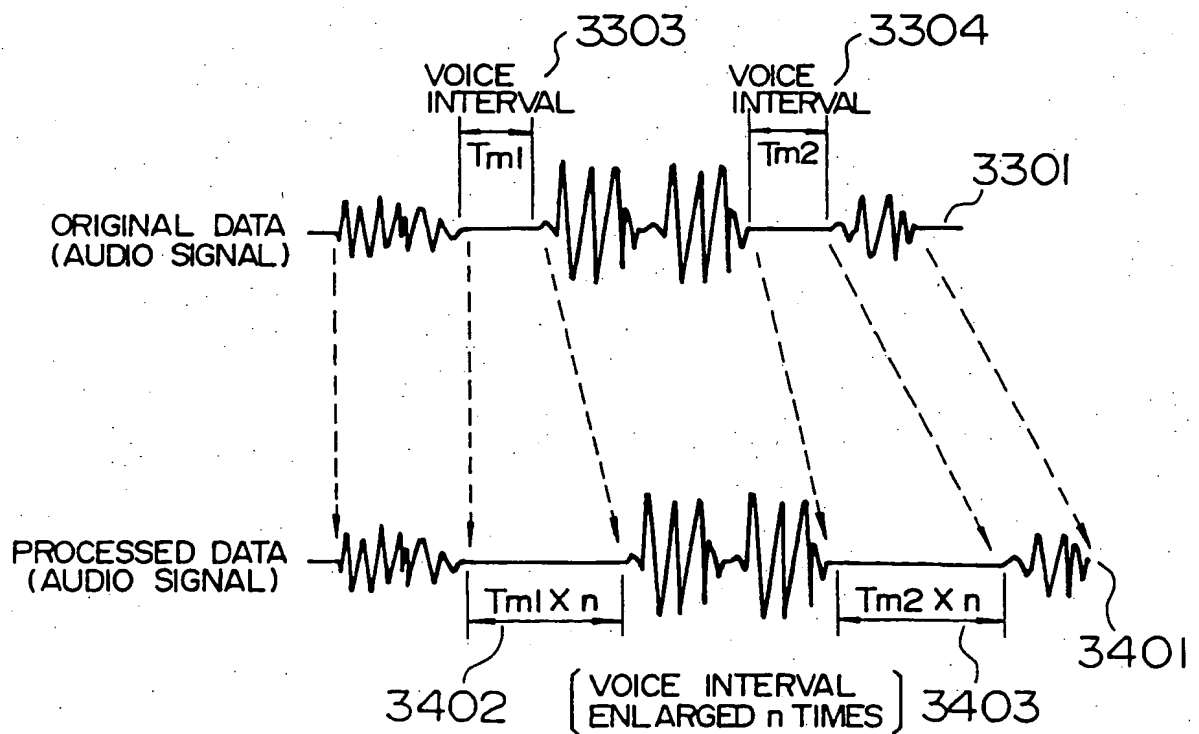 3303
3304
VOICE
INTERVAL
VOICE
INTERVAL
Tm1
Tm2
3301
ORIGINAL DATA
(AUDIO SIGNAL)
PROCESSED DATA
(AUDIO SIGNAL)
Tm1 X n
Tm2 X n
3401
3402
VOICE INTERVAL
ENLARGED n TIMES
3403